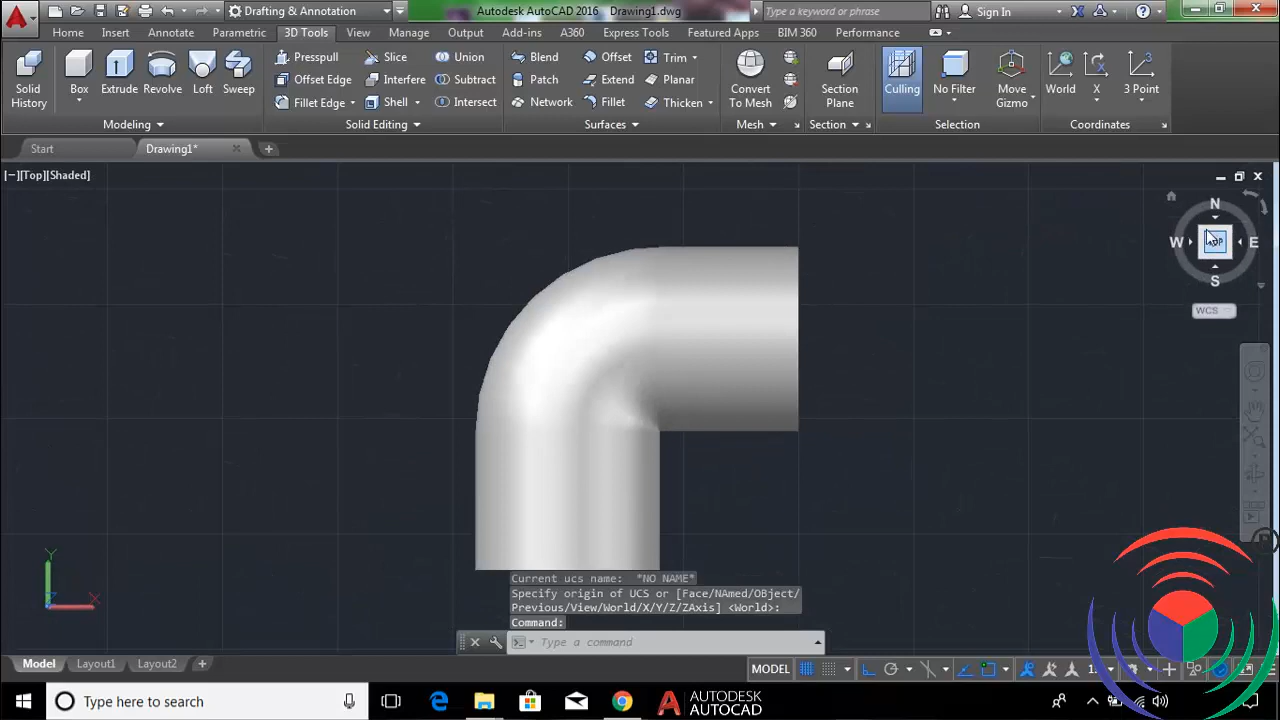 Drawing & Annotation
Autodesk AutoCAD 2016 Drawing1.dwg
Type a keyword or phrase
Sign In
Home Insert Annotate Parametric 3D Tools View Manage Output Add-ins A360 Express Tools Featured Apps BIM 360 Performance
Solid History
Box
Extrude
Revolve
Loft
Sweep
Presspull
Offset Edge
Fillet Edge
Slice
Interfere
Shell
Union
Subtract
Intersect
Blend
Patch
Network
Offset
Extend
Fillet
Trim
Planar
Thicken
Convert To Mesh
Section Plane
Culling
No Filter
Move Gizmo
World
X
3 Point
Modeling
Solid Editing
Surfaces
Mesh
Section
Selection
Coordinates
Start
Drawing1*
[−][Top][Shaded]
N
W
E
S
WCS
Y
X
Current ucs name: *NO NAME*
Specify origin of UCS or [Face/NAmed/OBject/
Previous/View/World/X/Y/Z/ZAxis] <World>:
Command:
Type a command
Model Layout1 Layout2
MODEL
Type here to search
AUTODESK
AUTOCAD